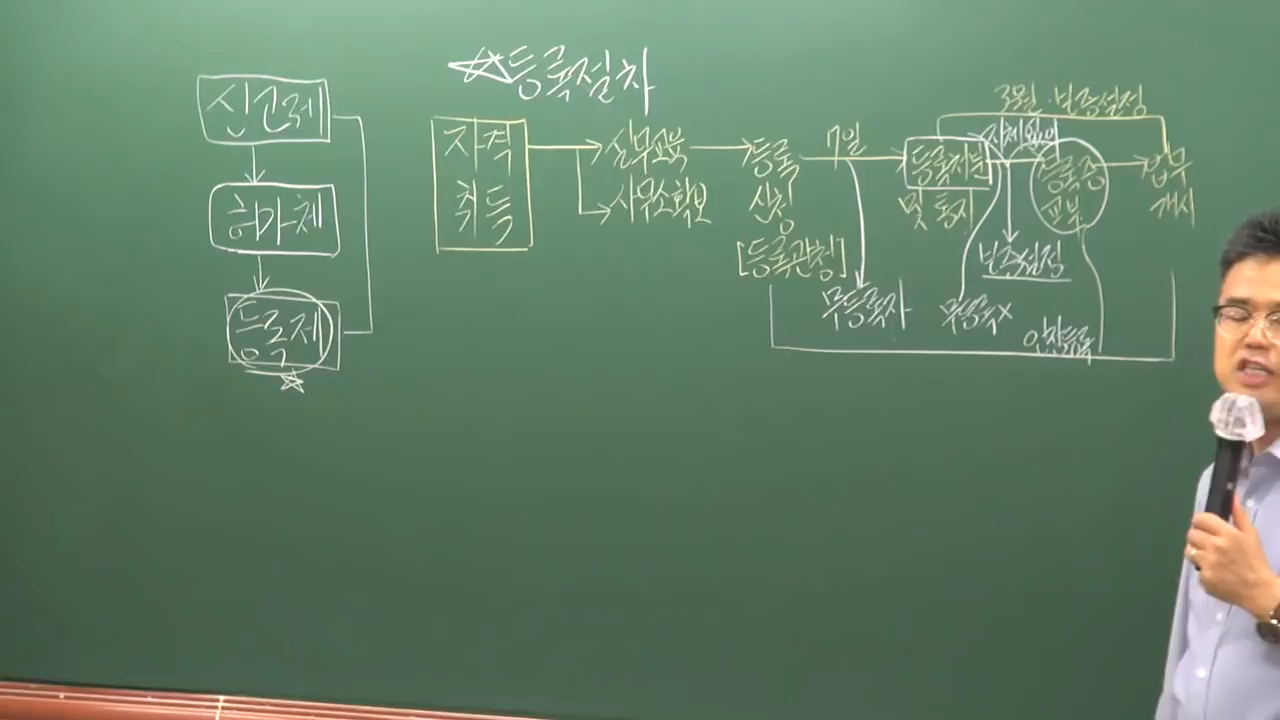 등록절차
신고제
허가제
등록제
자격
취득
실무교육
사무소확보
등록
신청
[등록관청]
7일
등록처분
및 통지
3월 보증설정
등록증
교부
업무
개시
보증설정
무등록자
무등록x
인장등록